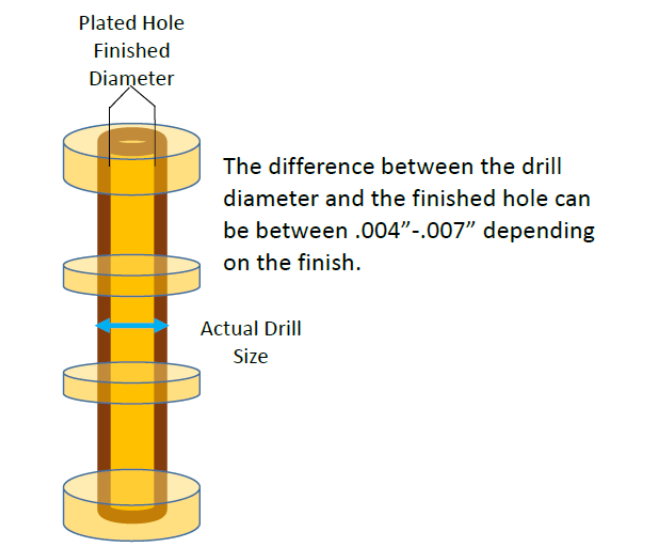 Plated Hole
Finished
Diameter
The difference between the drill
diameter and the finished hole can
be between .004”-.007” depending
on the finish.
Actual Drill
Size